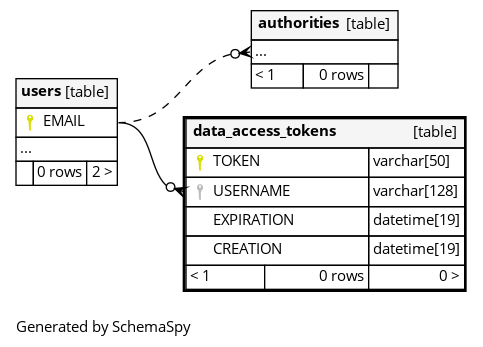 authorities [table]
...
< 1 0 rows
users [table]
EMAIL
...
0 rows 2 >
data_access_tokens [table]
TOKEN varchar[50]
USERNAME varchar[128]
EXPIRATION datetime[19]
CREATION datetime[19]
< 1 0 rows 0 >
Generated by SchemaSpy